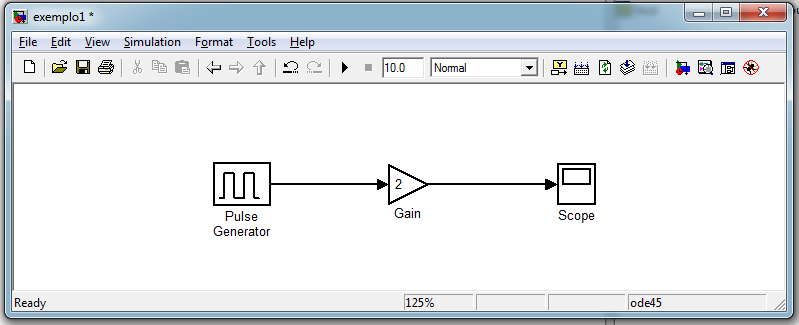 exemplo1 *
File Edit View Simulation Format Tools Help
10.0 Normal
2
Pulse
Generator
Gain
Scope
Ready 125% ode45